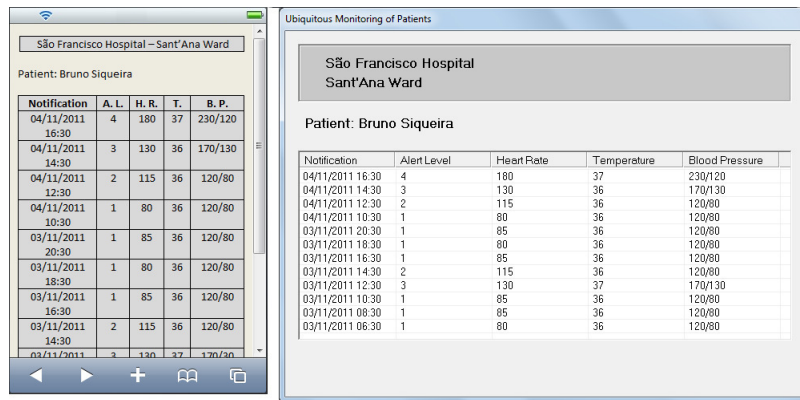 São Francisco Hospital – Sant'Ana Ward
Patient: Bruno Siqueira
Notification A. L. H. R. T. B. P.
04/11/2011 16:30 4 180 37 230/120
04/11/2011 14:30 3 130 36 170/130
04/11/2011 12:30 2 115 36 120/80
04/11/2011 10:30 1 80 36 120/80
03/11/2011 20:30 1 85 36 120/80
03/11/2011 18:30 1 80 36 120/80
03/11/2011 16:30 1 85 36 120/80
03/11/2011 14:30 2 115 36 120/80
03/11/2011 3 130 37 170/30
Ubiquitous Monitoring of Patients
São Francisco Hospital
Sant'Ana Ward
Patient: Bruno Siqueira
Notification Alert Level Heart Rate Temperature Blood Pressure
04/11/2011 16:30 4 180 37 230/120
04/11/2011 14:30 3 130 36 170/130
04/11/2011 12:30 2 115 36 120/80
04/11/2011 10:30 1 80 36 120/80
03/11/2011 20:30 1 85 36 120/80
03/11/2011 18:30 1 80 36 120/80
03/11/2011 16:30 1 85 36 120/80
03/11/2011 14:30 2 115 36 120/80
03/11/2011 12:30 3 130 37 170/130
03/11/2011 10:30 1 85 36 120/80
03/11/2011 08:30 1 85 36 120/80
03/11/2011 06:30 1 80 36 120/80